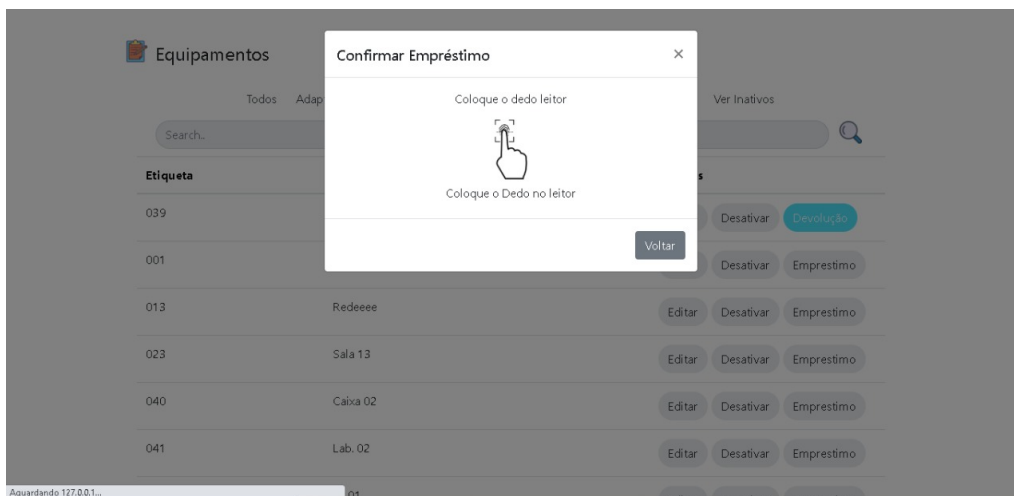 Equipamentos
Confirmar Empréstimo ×
Todos Adap Coloque o dedo leitor Ver Inativos
Search..
Coloque o Dedo no leitor
Etiqueta s
039 Desativar Devolução
Voltar
001 Desativar Emprestimo
013 Redeeee Editar Desativar Emprestimo
023 Sala 13 Editar Desativar Emprestimo
040 Caixa 02 Editar Desativar Emprestimo
041 Lab. 02 Editar Desativar Emprestimo
Aguardando 127.0.0.1... 01